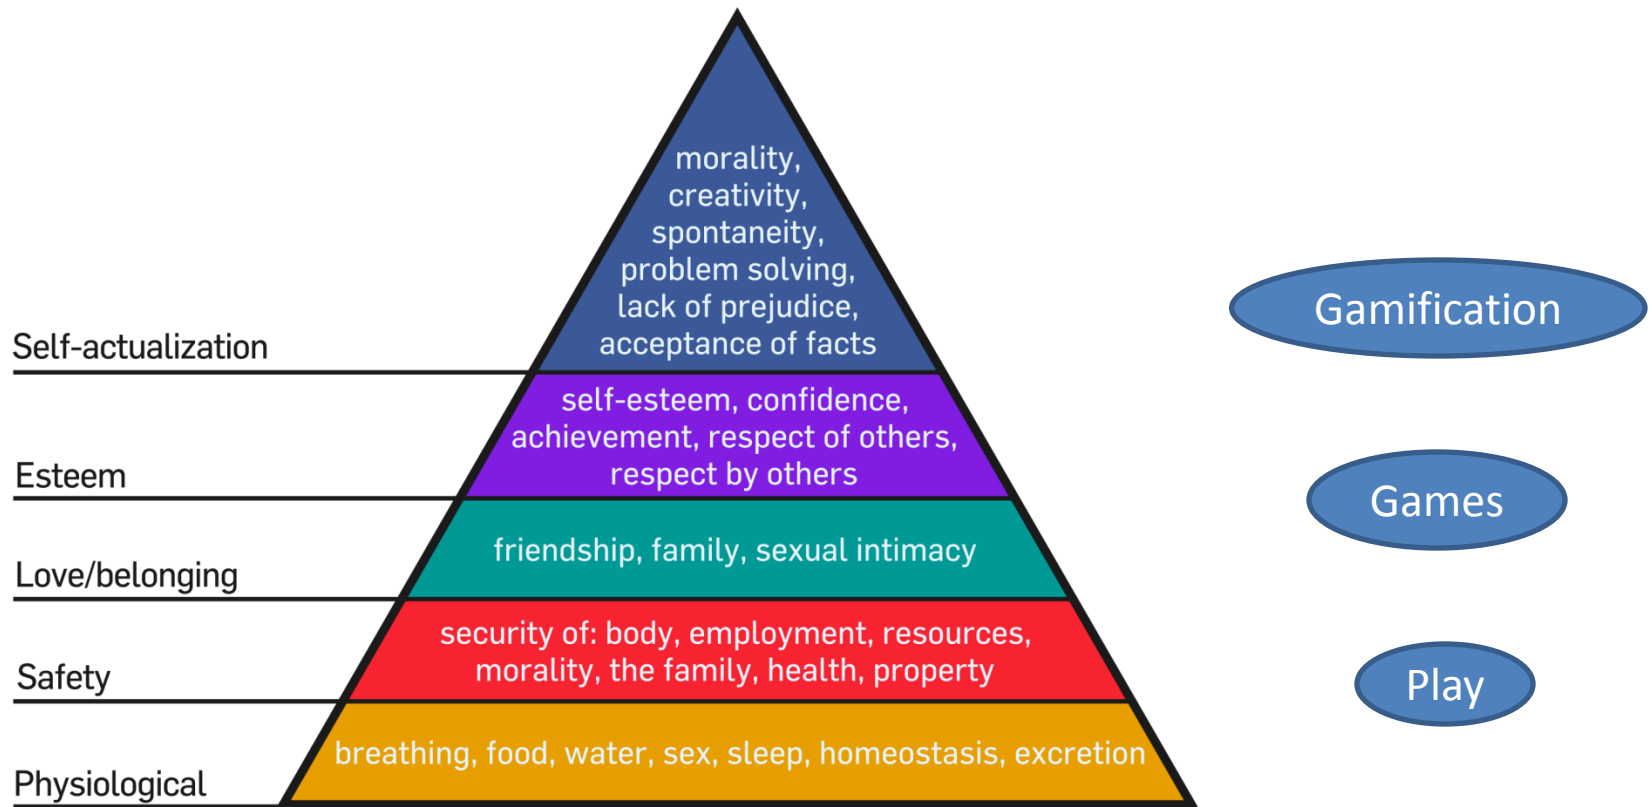 morality,
creativity,
spontaneity,
problem solving,
lack of prejudice,
acceptance of facts
Self-actualization
self-esteem, confidence,
achievement, respect of others,
respect by others
Esteem
friendship, family, sexual intimacy
Love/belonging
security of: body, employment, resources,
morality, the family, health, property
Safety
breathing, food, water, sex, sleep, homeostasis, excretion
Physiological
Gamification
Games
Play